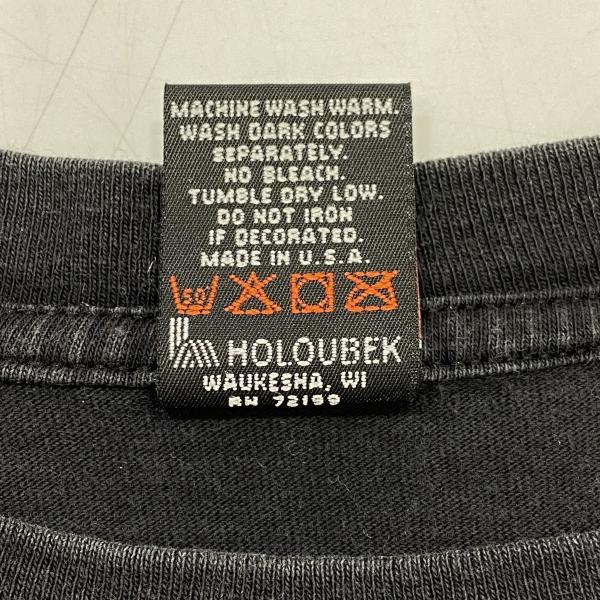 MACHINE WASH WARM.
WASH DARK COLORS
SEPARATELY.
NO BLEACH.
TUMBLE DRY LOW.
DO NOT IRON
IF DECORATED.
MADE IN U.S.A.
50°
HOLOUBEK
WAUKESHA, WI
RN 72199